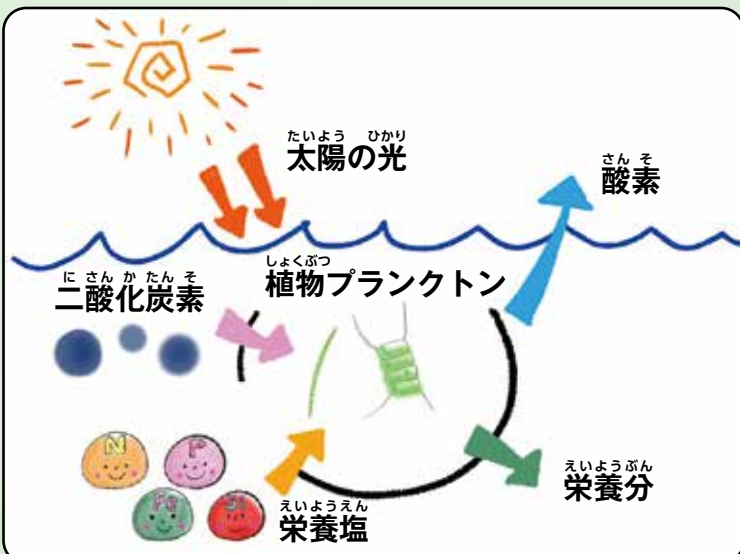 たいよう ひかり
太陽の光
さん そ
酸素
に さん か たん そ
二酸化炭素
しょくぶつ
植物プランクトン
N
P
Fe
Si
えいようえん
栄養塩
えいようぶん
栄養分